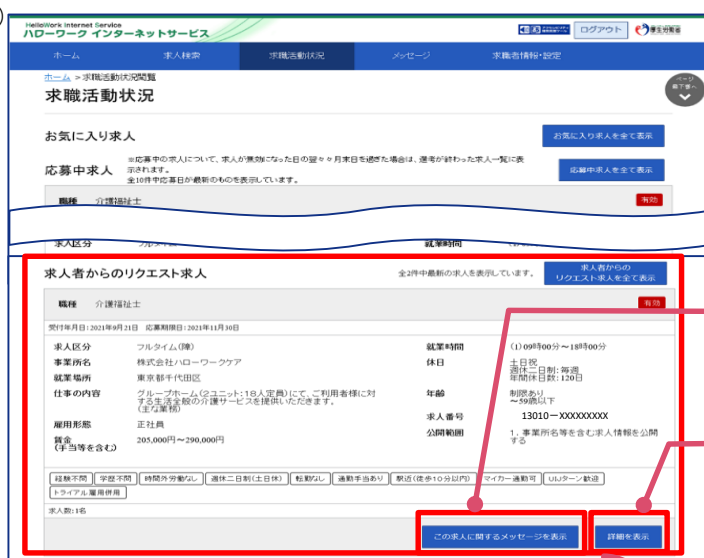 HelloWork Internet Service
ハローワーク インターネットサービス
ログアウト
厚生労働省
ホーム 求人検索 求職活動状況 メッセージ 求職者情報・設定
ホーム > 求職活動状況閲覧
求職活動状況
ページ
最下部へ
お気に入り求人
お気に入り求人を全て表示
応募中求人
※応募中の求人について、求人が無効になった日の翌々月末日を過ぎた場合は、選考が終わった求人一覧に表
示されます。
全10件中応募日が最新のものを表示しています。
応募中求人を全て表示
職種 介護福祉士
有効
求人区分 フルタイム
就業時間
求人者からのリクエスト求人
全2件中最新の求人を表示しています。
求人者からの
リクエスト求人を全て表示
職種 介護福祉士
有効
受付年月日:2021年9月21日 応募期限日:2021年11月30日
求人区分 フルタイム(障)
事業所名 株式会社ハローワークケア
就業場所 東京都千代田区
仕事の内容 グループホーム(2ユニット:18人定員)にて、ご利用者様に対
する生活全般の介護サービスを提供いただきます。
(主な業務)
雇用形態 正社員
賃金
(手当等を含む) 205,000円～290,000円
就業時間 (1)09時00分～18時00分
休日 土日祝
週休二日制:毎週
年間休日数:120日
年齢 制限あり
～59歳以下
求人番号 13010－XXXXXXXXX
公開範囲 1．事業所名等を含む求人情報を公開
する
経験不問 学歴不問 時間外労働なし 週休二日制(土日休) 転勤なし 通勤手当あり 駅近(徒歩10分以内) マイカー通勤可 UIJターン歓迎
トライアル雇用併用
求人数:1名
この求人に関するメッセージを表示
詳細を表示